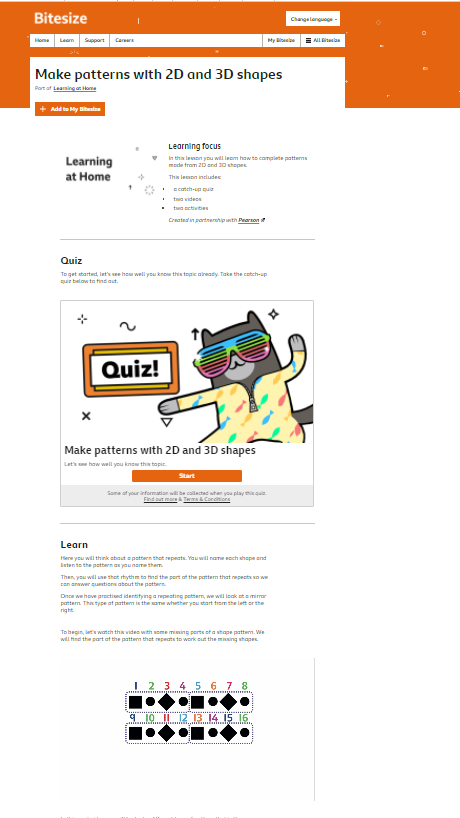 Bitesize
Change language
Home Learn Support Careers My Bitesize All Bitesize
Make patterns with 2D and 3D shapes
Part of Learning at Home
+ Add to My Bitesize
Learning
at Home
Learning focus
In this lesson you will learn how to complete patterns
made from 2D and 3D shapes.
This lesson includes:
• a catch-up quiz
• two videos
• two activities
Created in partnership with Pearson
Quiz
To get started, let's see how well you know this topic already. Take the catch-up
quiz below to find out.
Quiz!
Make patterns with 2D and 3D shapes
Let's see how well you know this topic.
Start
Some of your information will be collected when you play this quiz.
Find out more & Terms & Conditions
Learn
Here you will think about a pattern that repeats. You will name each shape and
listen to the pattern as you name them.
Then, you will use that rhythm to find the part of the pattern that repeats so we
can answer questions about the pattern.
Once we have practised identifying a repeating pattern, we will look at a mirror
pattern. This type of pattern is the same whether you start from the left or the
right.
To begin, let's watch this video with some missing parts of a shape pattern. We
will find the part of the pattern that repeats to work out the missing shapes.
1 2 3 4 5 6 7 8
9 10 11 12 13 14 15 16